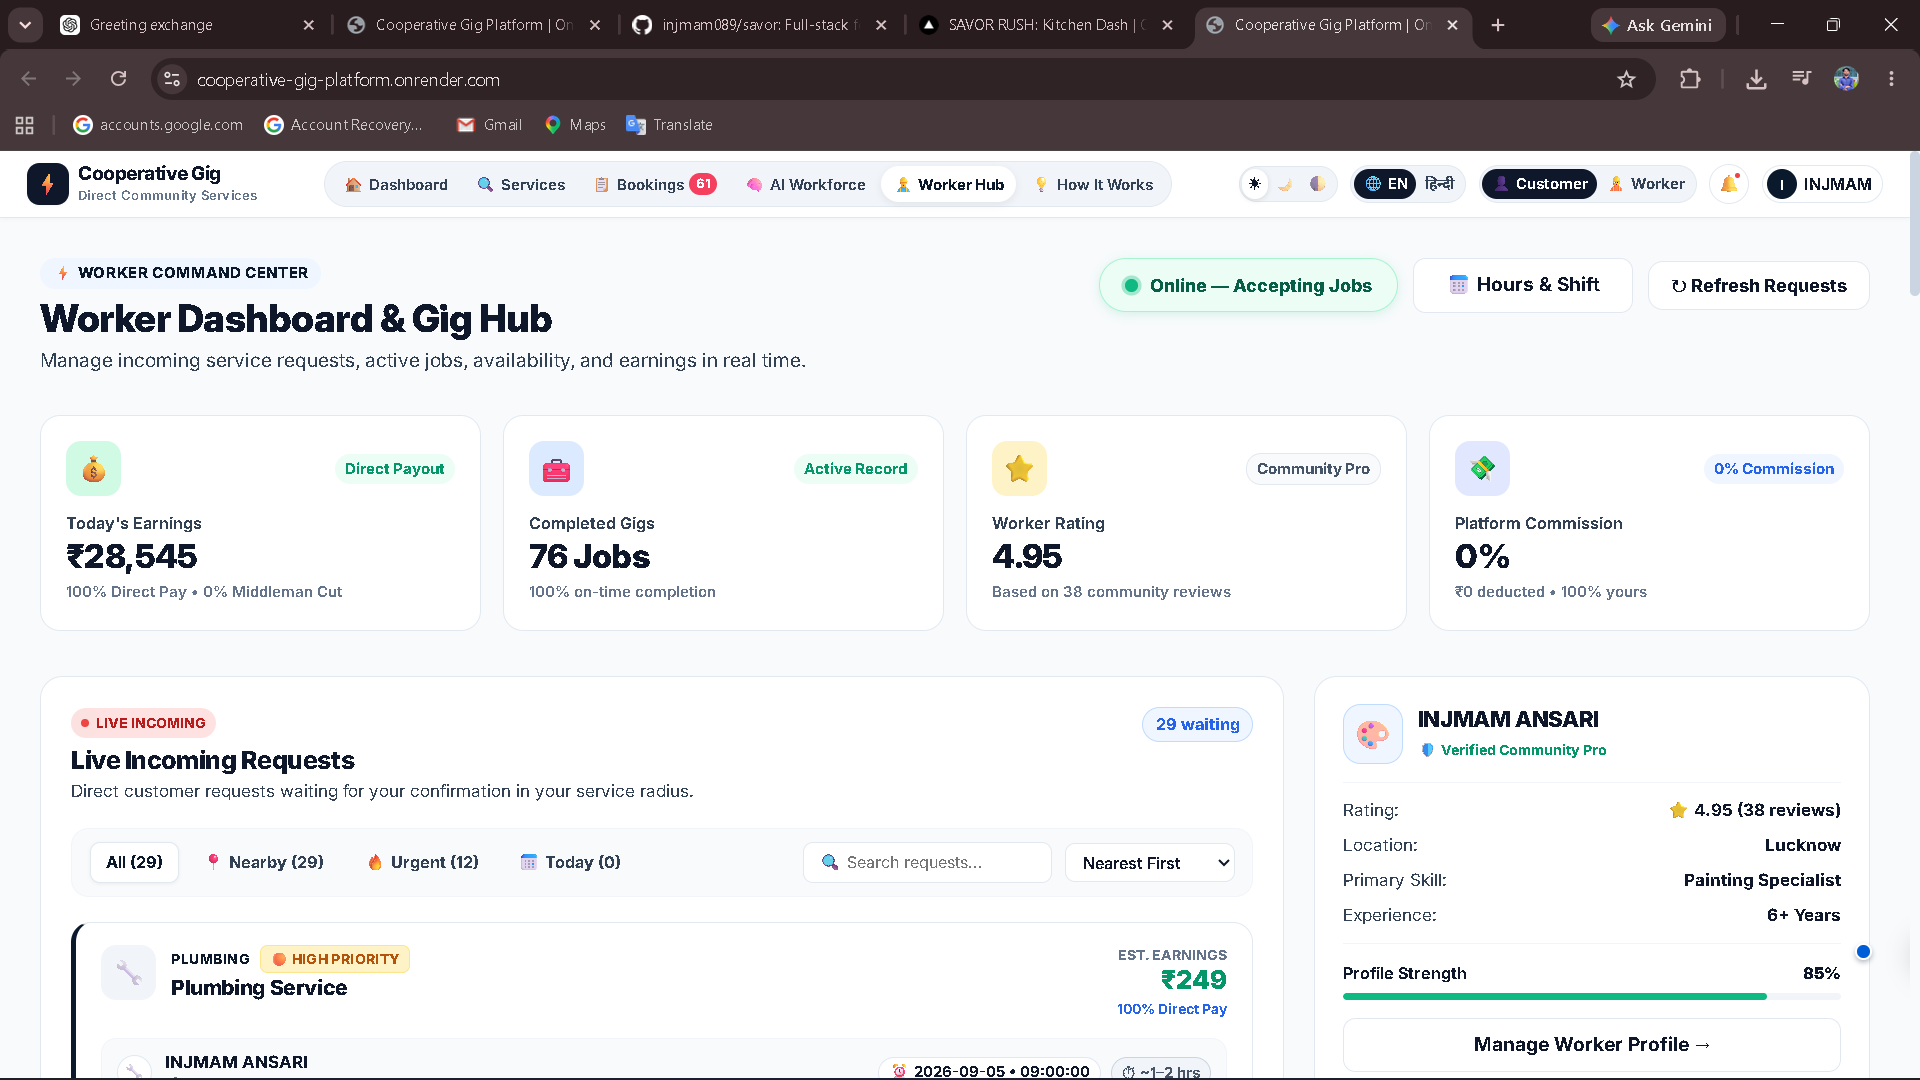 Greeting exchange
Cooperative Gig Platform | On
injmam089/savor: Full-stack f
SAVOR RUSH: Kitchen Dash | C
Cooperative Gig Platform | On
Ask Gemini
cooperative-gig-platform.onrender.com
accounts.google.com
Account Recovery...
Gmail
Maps
Translate
Cooperative Gig
Direct Community Services
Dashboard
Services
Bookings 61
AI Workforce
Worker Hub
How It Works
EN
हिन्दी
Customer
Worker
I INJMAM
WORKER COMMAND CENTER
Worker Dashboard & Gig Hub
Manage incoming service requests, active jobs, availability, and earnings in real time.
Online — Accepting Jobs
Hours & Shift
↻ Refresh Requests
Direct Payout
Today's Earnings
₹28,545
100% Direct Pay • 0% Middleman Cut
Active Record
Completed Gigs
76 Jobs
100% on-time completion
Community Pro
Worker Rating
4.95
Based on 38 community reviews
0% Commission
Platform Commission
0%
₹0 deducted • 100% yours
LIVE INCOMING
Live Incoming Requests
Direct customer requests waiting for your confirmation in your service radius.
29 waiting
All (29)
Nearby (29)
Urgent (12)
Today (0)
Search requests...
Nearest First
PLUMBING
HIGH PRIORITY
Plumbing Service
EST. EARNINGS
₹249
100% Direct Pay
INJMAM ANSARI
2026-09-05 • 09:00:00
~1–2 hrs
INJMAM ANSARI
Verified Community Pro
Rating: 4.95 (38 reviews)
Location: Lucknow
Primary Skill: Painting Specialist
Experience: 6+ Years
Profile Strength 85%
Manage Worker Profile →